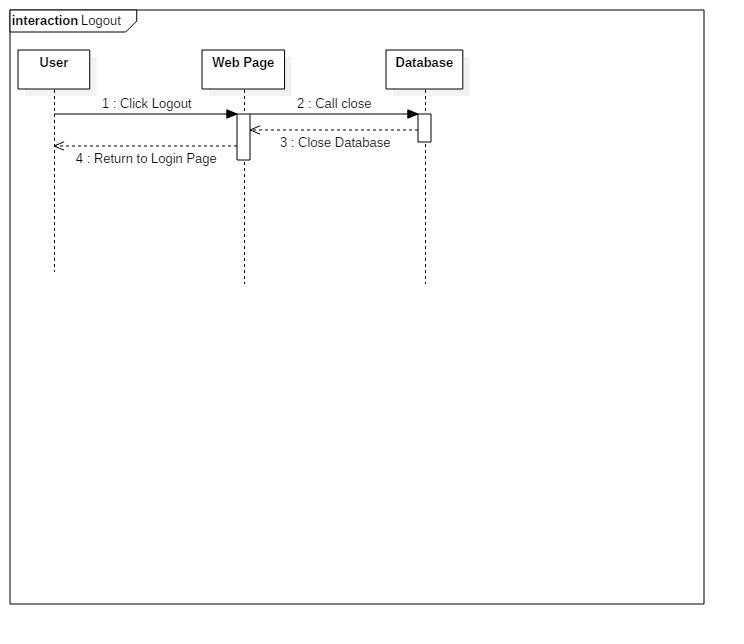 interaction Logout
User
Web Page
Database
1 : Click Logout
2 : Call close
3 : Close Database
4 : Return to Login Page